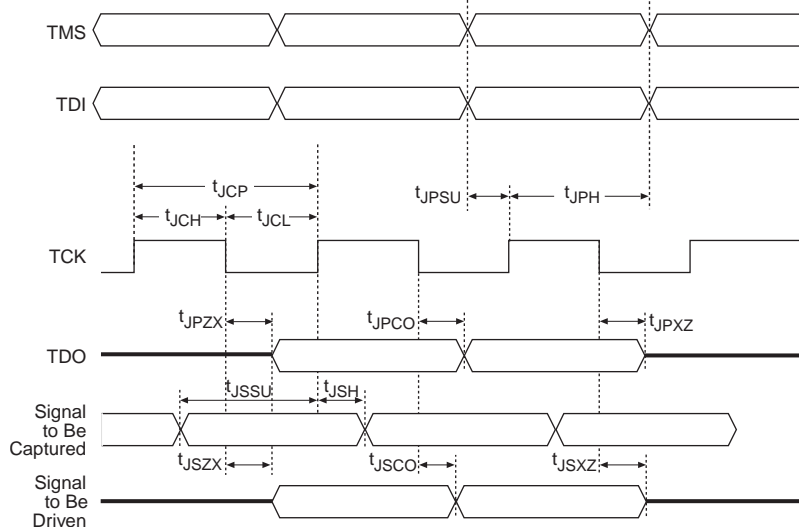 TMS
TDI
tJCP
tJCH
tJCL
tJPSU
tJPH
TCK
tJPZX
tJPCO
tJPXZ
TDO
tJSSU
tJSH
Signal
to Be
Captured
tJSZX
tJSCO
tJSXZ
Signal
to Be
Driven